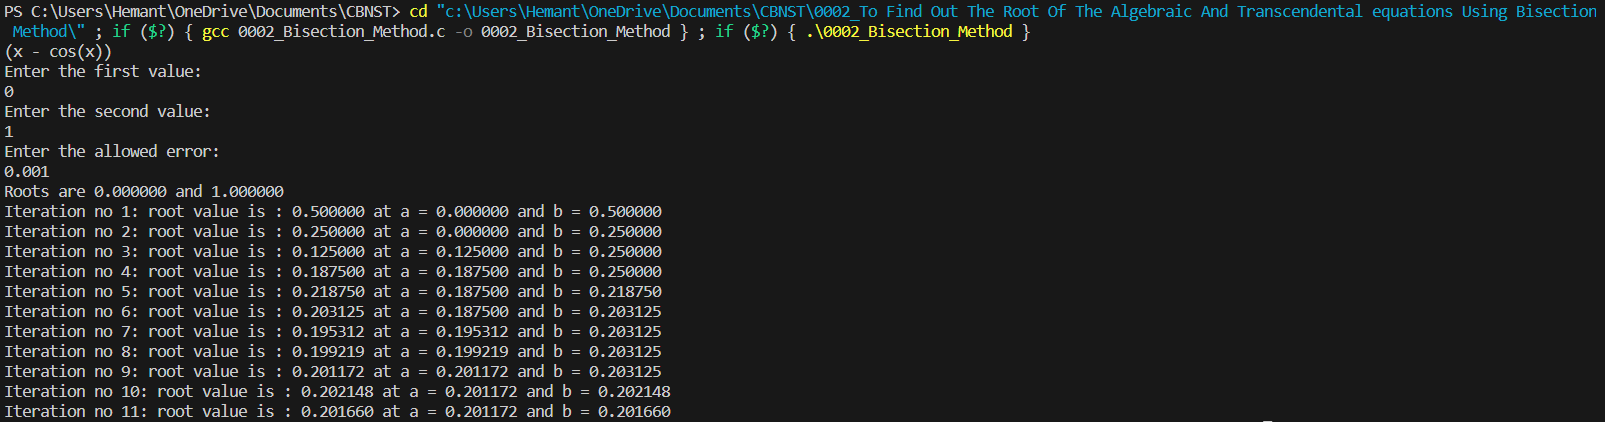 PS C:\Users\Hemant\OneDrive\Documents\CBNST> cd "c:\Users\Hemant\OneDrive\Documents\CBNST\0002_To Find Out The Root Of The Algebraic And Transcendental equations Using Bisection
Method\" ; if ($?) { gcc 0002_Bisection_Method.c -o 0002_Bisection_Method } ; if ($?) { .\0002_Bisection_Method }
(x - cos(x))
Enter the first value:
0
Enter the second value:
1
Enter the allowed error:
0.001
Roots are 0.000000 and 1.000000
Iteration no 1: root value is : 0.500000 at a = 0.000000 and b = 0.500000
Iteration no 2: root value is : 0.250000 at a = 0.000000 and b = 0.250000
Iteration no 3: root value is : 0.125000 at a = 0.125000 and b = 0.250000
Iteration no 4: root value is : 0.187500 at a = 0.187500 and b = 0.250000
Iteration no 5: root value is : 0.218750 at a = 0.187500 and b = 0.218750
Iteration no 6: root value is : 0.203125 at a = 0.187500 and b = 0.203125
Iteration no 7: root value is : 0.195312 at a = 0.195312 and b = 0.203125
Iteration no 8: root value is : 0.199219 at a = 0.199219 and b = 0.203125
Iteration no 9: root value is : 0.201172 at a = 0.201172 and b = 0.203125
Iteration no 10: root value is : 0.202148 at a = 0.201172 and b = 0.202148
Iteration no 11: root value is : 0.201660 at a = 0.201172 and b = 0.201660